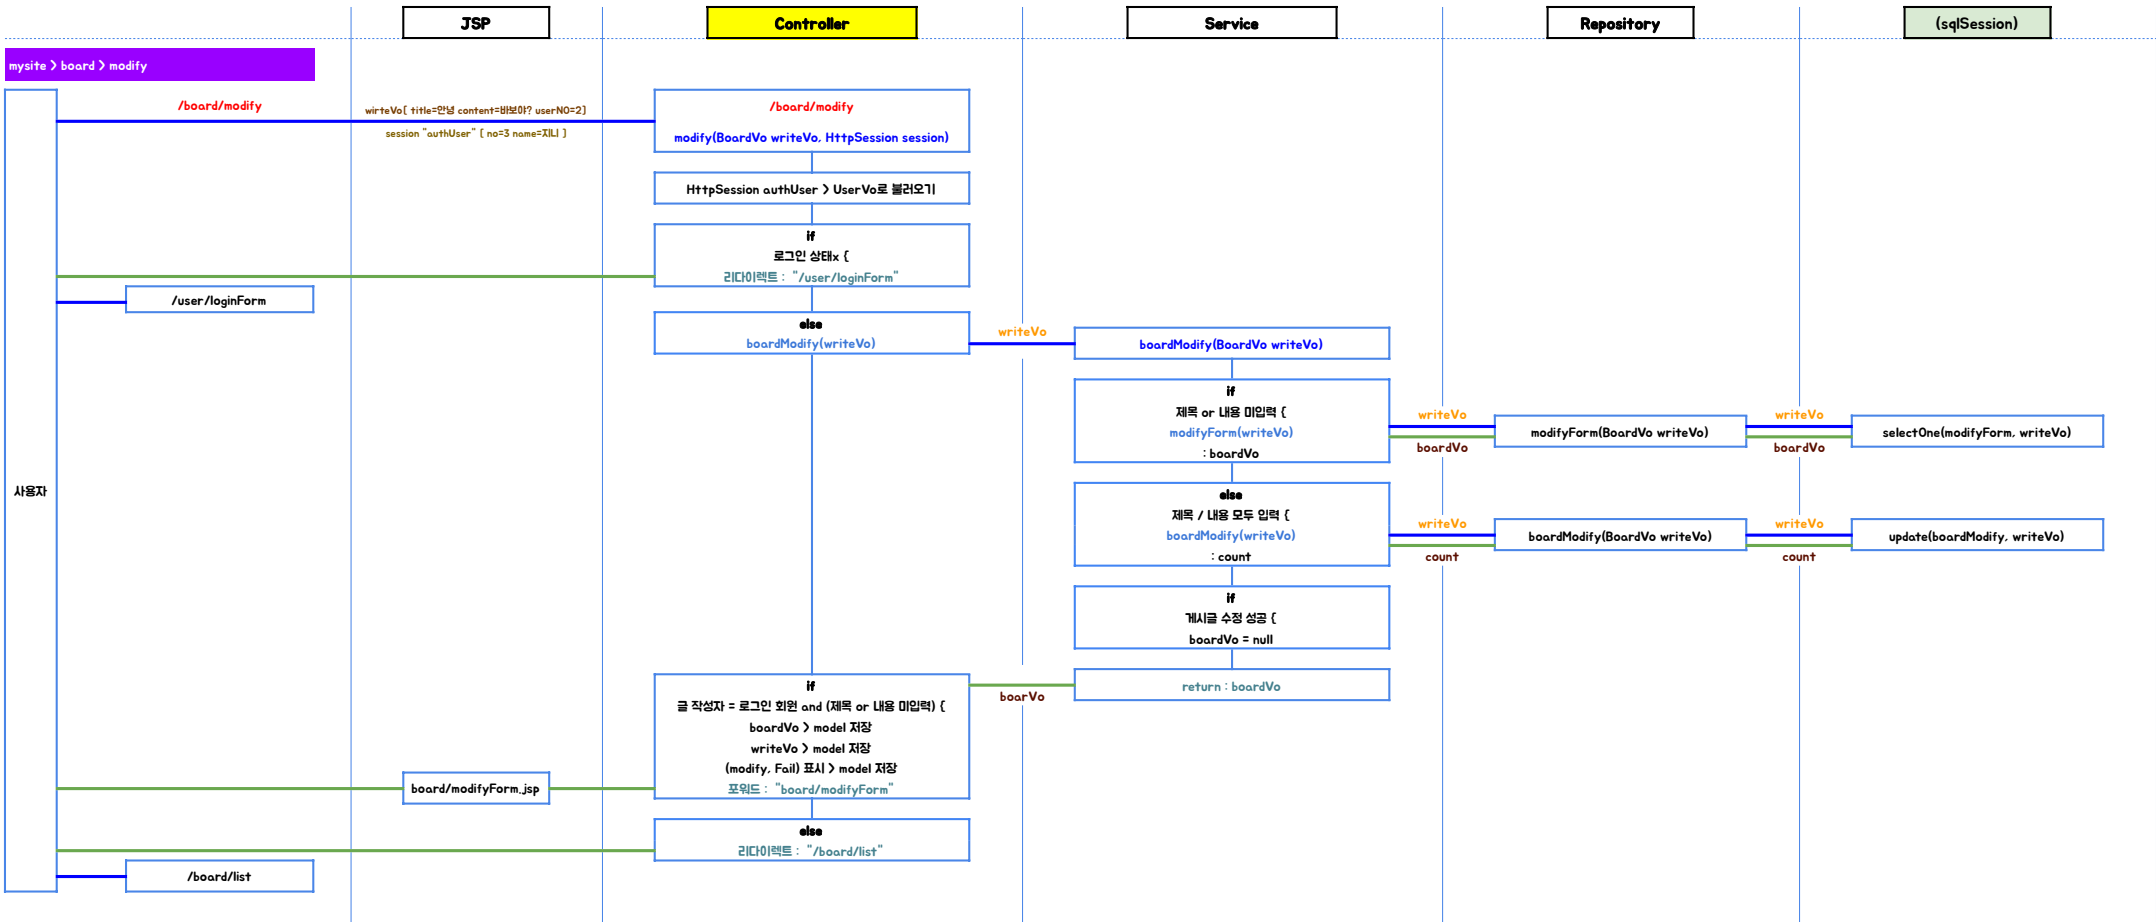 JSP
Controller
Service
Repository
(sqlSession)
mysite > board > modify
사용자
/board/modify
wirteVo[ title=안녕 content=바보야? userNO=2]
session "authUser" [ no=3 name=지니 ]
/board/modify
modify(BoardVo writeVo, HttpSession session)
HttpSession authUser > UserVo로 불러오기
if
로그인 상태x {
리다이렉트 : "/user/loginForm"
/user/loginForm
else
boardModify(writeVo)
writeVo
boardModify(BoardVo writeVo)
if
제목 or 내용 미입력 {
modifyForm(writeVo)
: boardVo
writeVo
boardVo
modifyForm(BoardVo writeVo)
writeVo
boardVo
selectOne(modifyForm, writeVo)
else
제목 / 내용 모두 입력 {
boardModify(writeVo)
: count
writeVo
count
boardModify(BoardVo writeVo)
writeVo
count
update(boardModify, writeVo)
if
게시글 수정 성공 {
boardVo = null
return : boardVo
boarVo
if
글 작성자 = 로그인 회원 and (제목 or 내용 미입력) {
boardVo > model 저장
writeVo > model 저장
(modify, Fail) 표시 > model 저장
포워드 : "board/modifyForm"
board/modifyForm.jsp
else
리다이렉트 : "/board/list"
/board/list